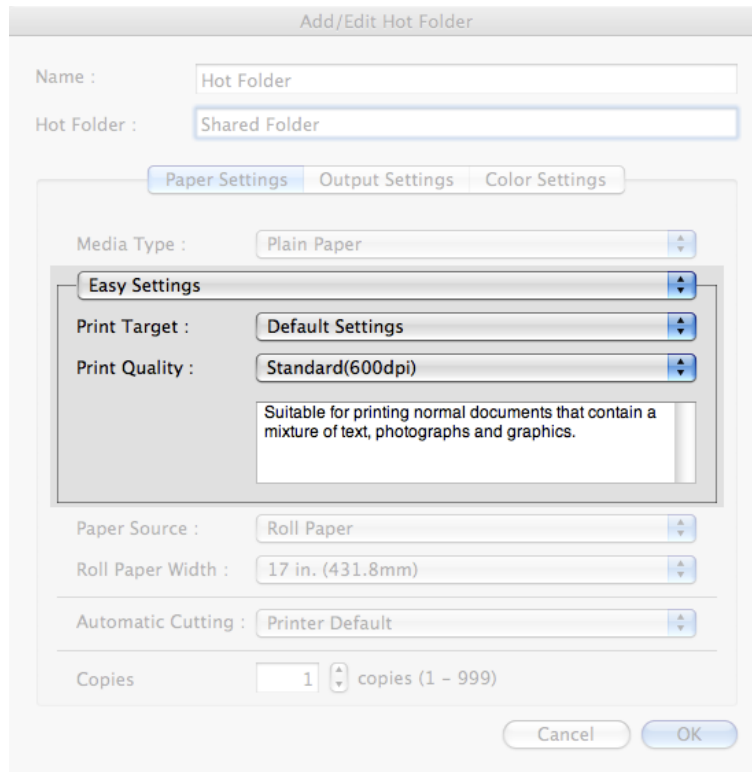 Add/Edit Hot Folder
Name : Hot Folder
Hot Folder : Shared Folder
Paper Settings Output Settings Color Settings
Media Type : Plain Paper
Easy Settings
Print Target : Default Settings
Print Quality : Standard(600dpi)
Suitable for printing normal documents that contain a
mixture of text, photographs and graphics.
Paper Source : Roll Paper
Roll Paper Width : 17 in. (431.8mm)
Automatic Cutting : Printer Default
Copies 1 copies (1 – 999)
Cancel OK